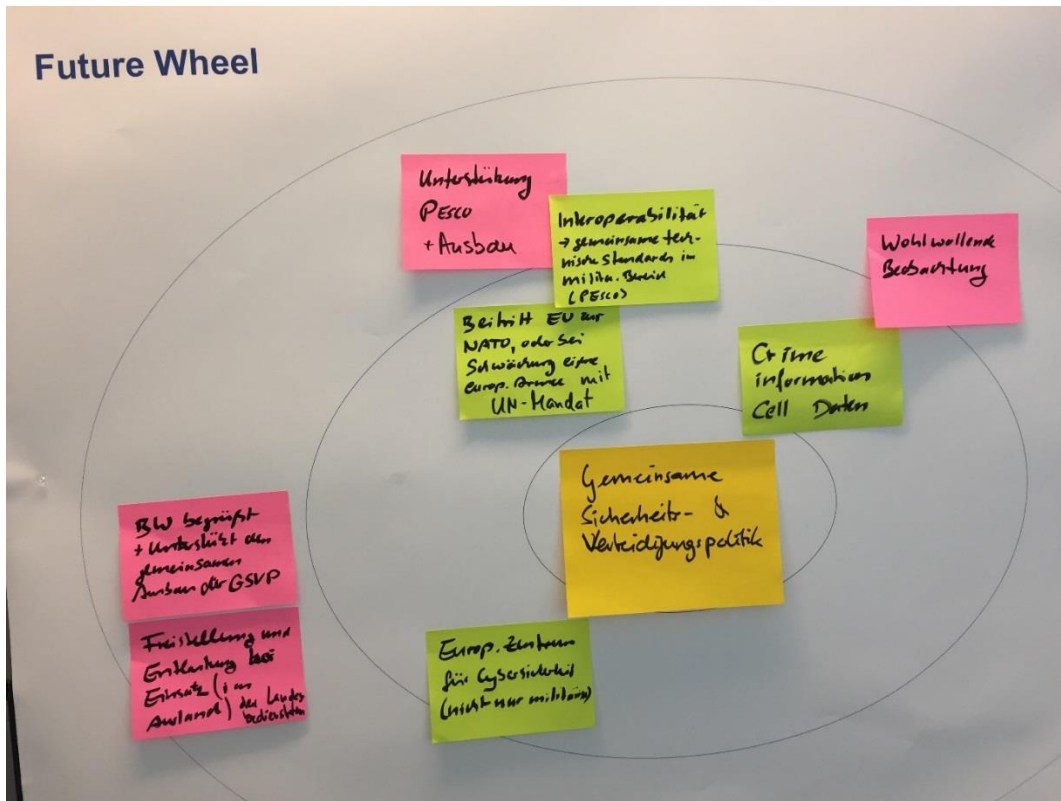 Future Wheel
Unterstützung
PESCO
+ Ausbau
Interoperabilität
→ gemeinsame tech-
nische Standards im
militä. Bereich
(PESCO)
Wohlwollende
Beobachtung
Beitritt EU zur
NATO, oder bei
Schwächung eigene
europ. Armee mit
UN-Mandat
Crime
information
Cell Daten
Gemeinsame
Sicherheits- &
Verteidigungspolitik
BW begrüßt
+ unterstützt den
gemeinsamen
Ausbau der GSVP
Freistellung und
Entlastung bei
Einsatz (im
Ausland) der Landes
bediensteten
Europ. Zentrum
für Cybersicherheit
(nicht nur militärisch)